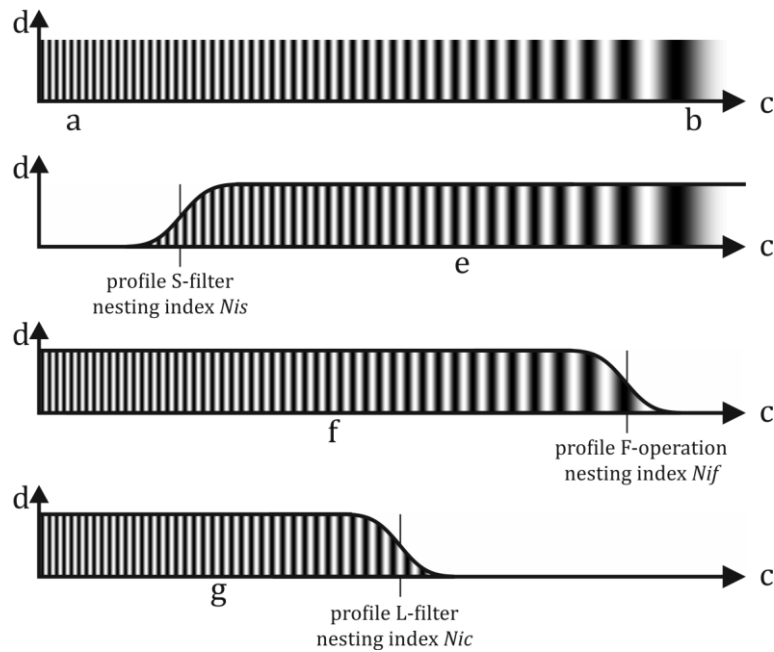 d
c
a
b
d
c
e
profile S-filter
nesting index Nis
d
c
f
profile F-operation
nesting index Nif
d
c
g
profile L-filter
nesting index Nic